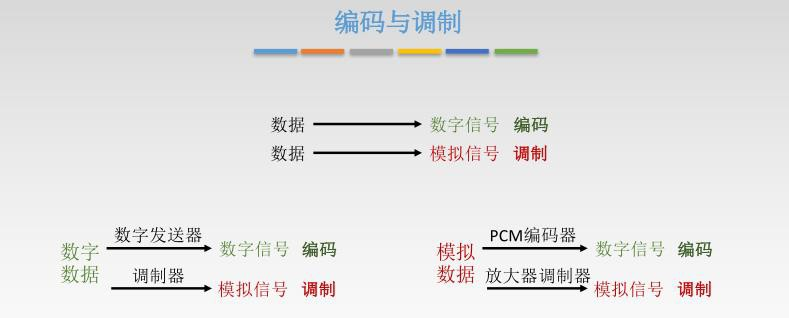 编码与调制
数据 数字信号 编码
数据 模拟信号 调制
数字数据
数字发送器
数字信号 编码
调制器
模拟信号 调制
模拟数据
PCM编码器
数字信号 编码
放大器调制器
模拟信号 调制